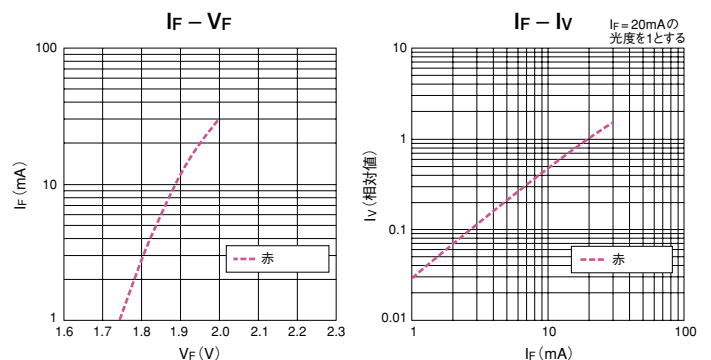 IF – VF
100
10
1
IF(mA)
1.6 1.7 1.8 1.9 2.0 2.1 2.2 2.3
VF(V)
赤
IF – IV
IF=20mAの
光度を1とする
10
1
0.1
0.01
IV(相対値)
1 10 100
IF(mA)
赤